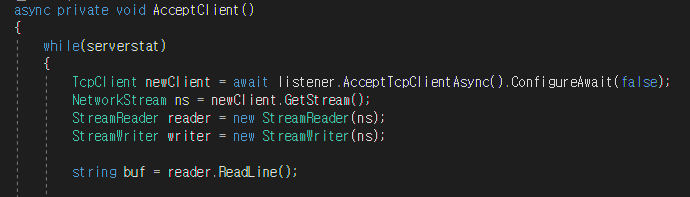 async private void AcceptClient()
{
while(serverstat)
{
TcpClient newClient = await listener.AcceptTcpClientAsync().ConfigureAwait(false);
NetworkStream ns = newClient.GetStream();
StreamReader reader = new StreamReader(ns);
StreamWriter writer = new StreamWriter(ns);
string buf = reader.ReadLine();